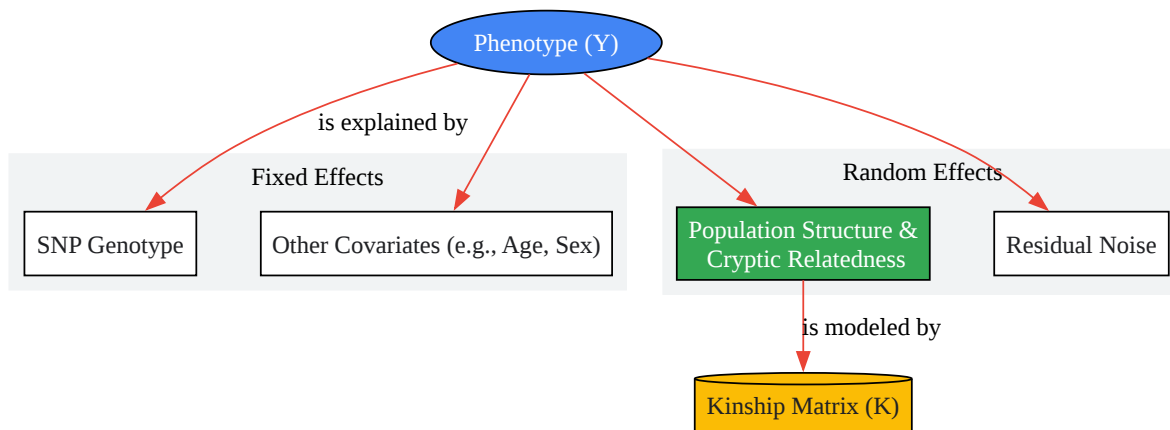 Phenotype (Y)
is explained by
Fixed Effects
Random Effects
SNP Genotype
Other Covariates (e.g., Age, Sex)
Population Structure &
Cryptic Relatedness
Residual Noise
is modeled by
Kinship Matrix (K)